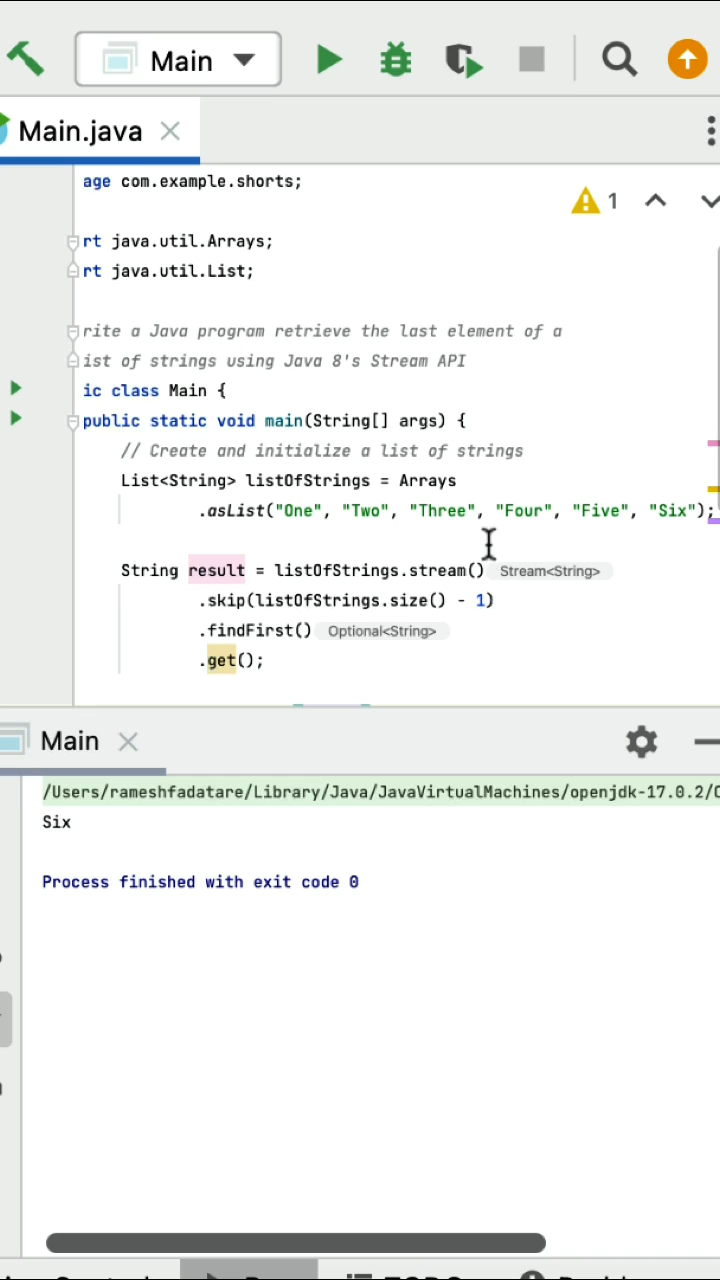 Main
Main.java
age com.example.shorts;
1
rt java.util.Arrays;
rt java.util.List;
rite a Java program retrieve the last element of a
ist of strings using Java 8's Stream API
ic class Main {
public static void main(String[] args) {
// Create and initialize a list of strings
List<String> listOfStrings = Arrays
.asList("One", "Two", "Three", "Four", "Five", "Six");
String result = listOfStrings.stream() Stream<String>
.skip(listOfStrings.size() - 1)
.findFirst() Optional<String>
.get();
Main
/Users/rameshfadatare/Library/Java/JavaVirtualMachines/openjdk-17.0.2/C
Six
Process finished with exit code 0